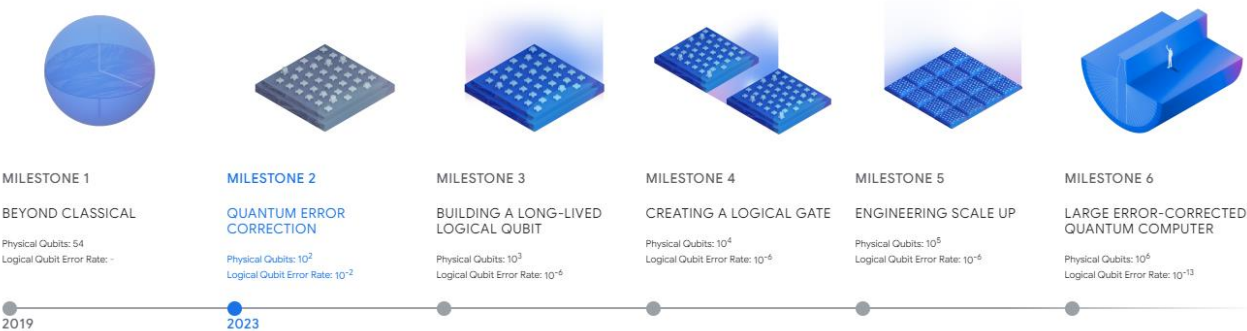 MILESTONE 1
BEYOND CLASSICAL
Physical Qubits: 54
Logical Qubit Error Rate: -
2019
MILESTONE 2
QUANTUM ERROR
CORRECTION
Physical Qubits: 10²
Logical Qubit Error Rate: 10⁻²
2023
MILESTONE 3
BUILDING A LONG-LIVED
LOGICAL QUBIT
Physical Qubits: 10³
Logical Qubit Error Rate: 10⁻⁶
MILESTONE 4
CREATING A LOGICAL GATE
Physical Qubits: 10⁴
Logical Qubit Error Rate: 10⁻⁶
MILESTONE 5
ENGINEERING SCALE UP
Physical Qubits: 10⁵
Logical Qubit Error Rate: 10⁻⁶
MILESTONE 6
LARGE ERROR-CORRECTED
QUANTUM COMPUTER
Physical Qubits: 10⁶
Logical Qubit Error Rate: 10⁻¹³